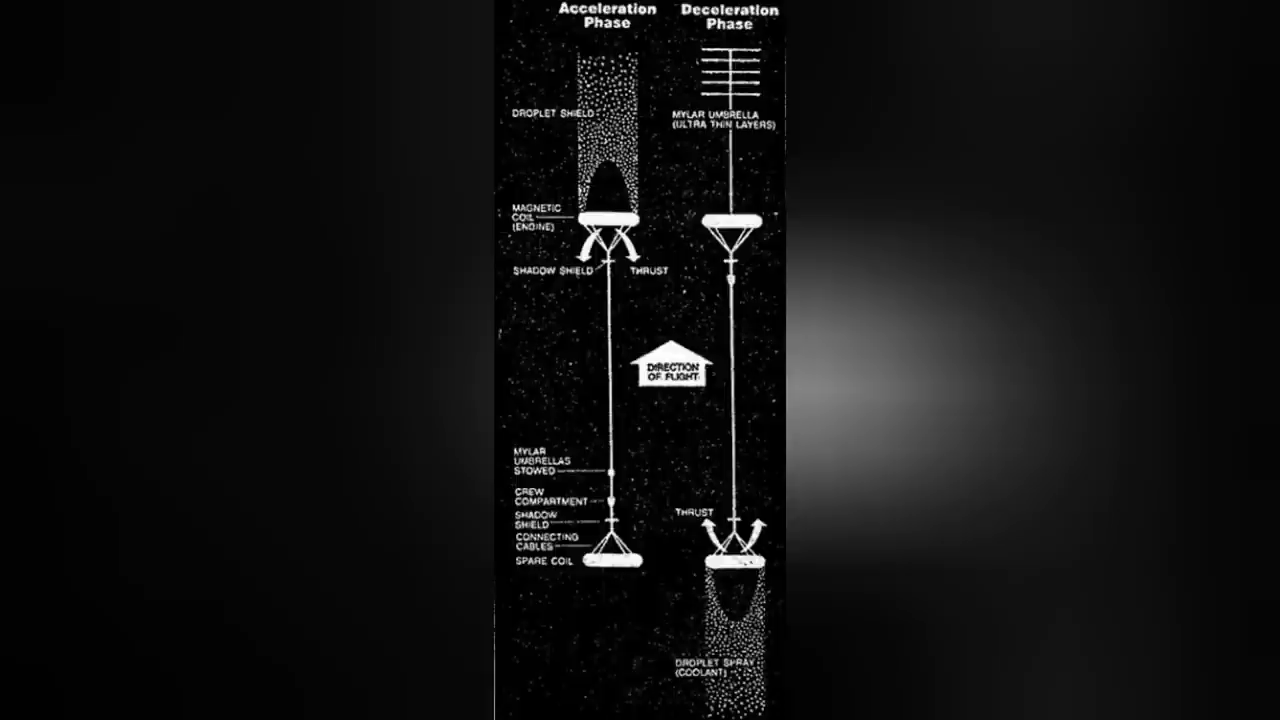 Acceleration
Phase
Deceleration
Phase
DROPLET SHIELD
MYLAR UMBRELLA
(ULTRA THIN LAYERS)
MAGNETIC
COIL
(ENGINE)
SHADOW SHIELD
THRUST
DIRECTION
OF FLIGHT
MYLAR
UMBRELLAS
STOWED
CREW
COMPARTMENT
SHADOW
SHIELD
CONNECTING
CABLES
SPARE COIL
THRUST
DROPLET SPRAY
(COOLANT)